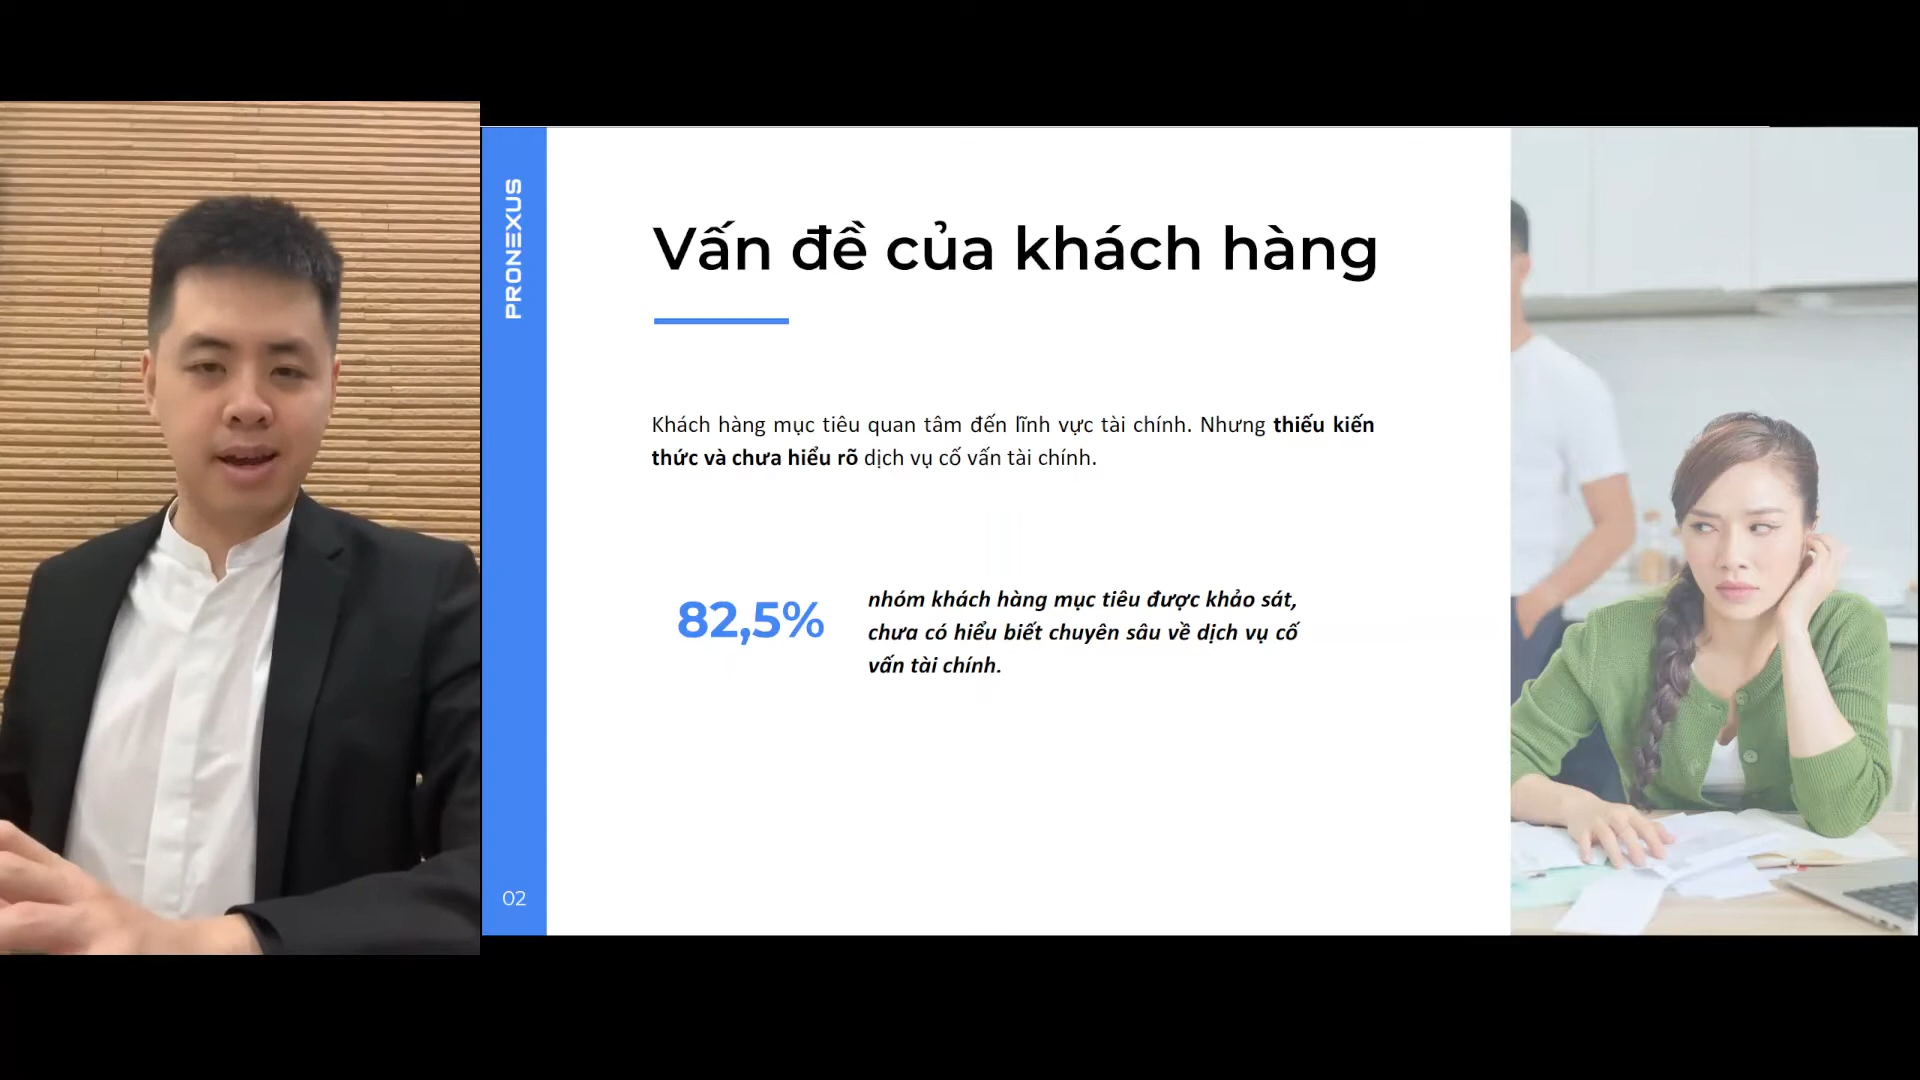 PRONEXUS
Vấn đề của khách hàng
Khách hàng mục tiêu quan tâm đến lĩnh vực tài chính. Nhưng thiếu kiến
thức và chưa hiểu rõ dịch vụ cố vấn tài chính.
82,5%
nhóm khách hàng mục tiêu được khảo sát,
chưa có hiểu biết chuyên sâu về dịch vụ cố
vấn tài chính.
02